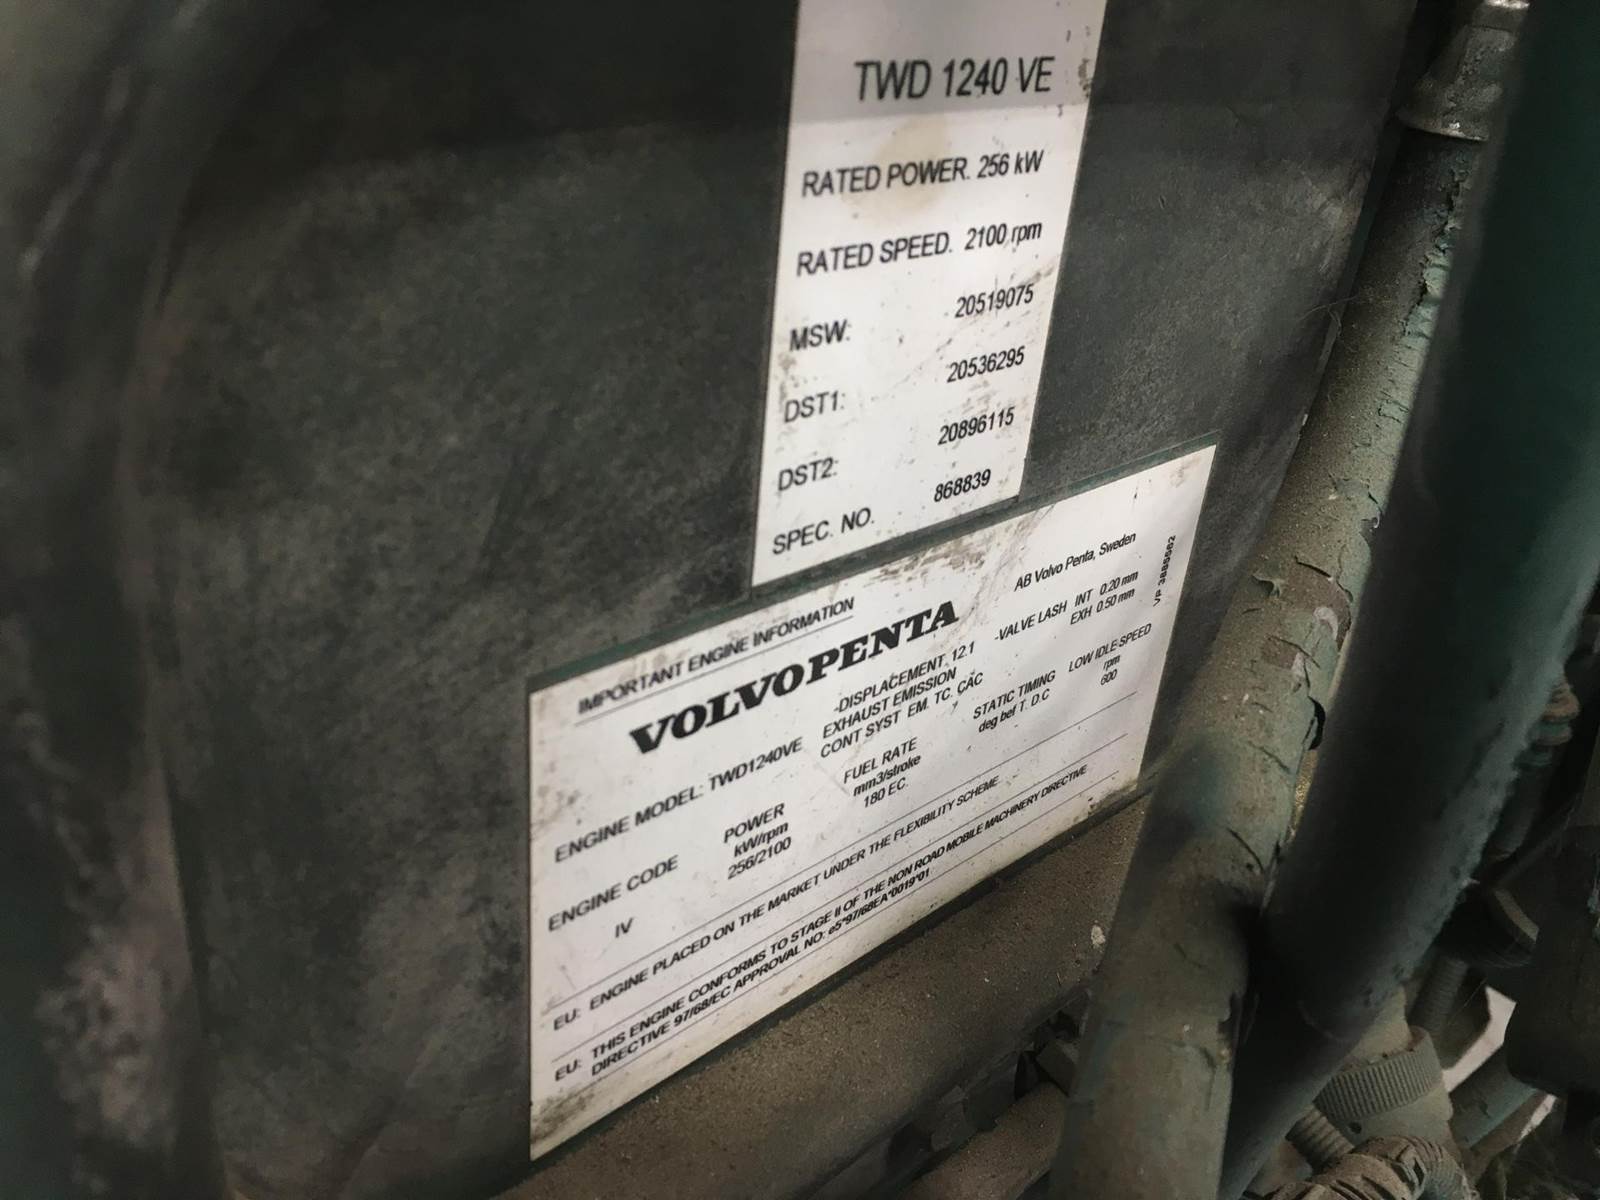 TWD 1240 VE
RATED POWER. 256 kW
RATED SPEED. 2100 rpm
MSW: 20519075
DST1: 20536295
DST2: 20896115
SPEC. NO. 868839
IMPORTANT ENGINE INFORMATION
VOLVO PENTA
AB Volvo Penta, Sweden
ENGINE MODEL: TWD1240VE
DISPLACEMENT. 12.1
EXHAUST EMISSION
CONT SYST EM. TC. CAC
VALVE LASH INT 0.20 mm
EXH 0.50 mm
ENGINE CODE
IV
POWER
kW/rpm
256/2100
FUEL RATE
mm3/stroke
180 EC.
STATIC TIMING
deg bef T. D.C
LOW IDLE SPEED
rpm
600
EU: ENGINE PLACED ON THE MARKET UNDER THE FLEXIBILITY SCHEME
EU: THIS ENGINE CONFORMS TO STAGE II OF THE NON ROAD MOBILE MACHINERY DIRECTIVE
DIRECTIVE 97/68/EC APPROVAL NO: e5*97/68EA*0019*01
VP